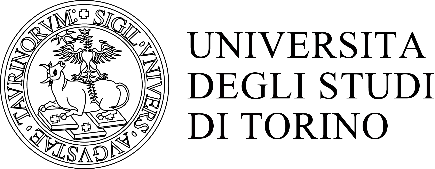 SIGIL · VNIVERS · AVGVSTAE · TAVRINORVM
UNIVERSITA
DEGLI STUDI
DI TORINO